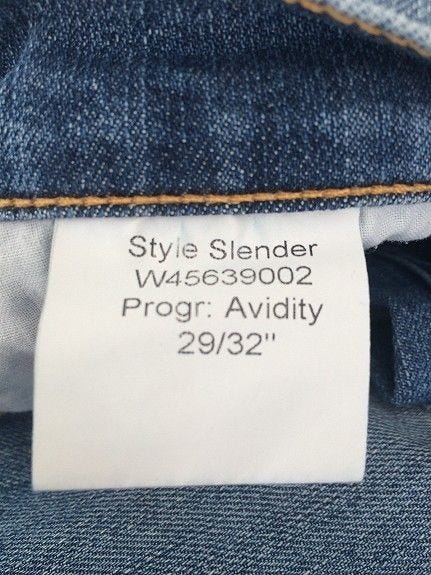 Style Slender
W45639002
Progr: Avidity
29/32"